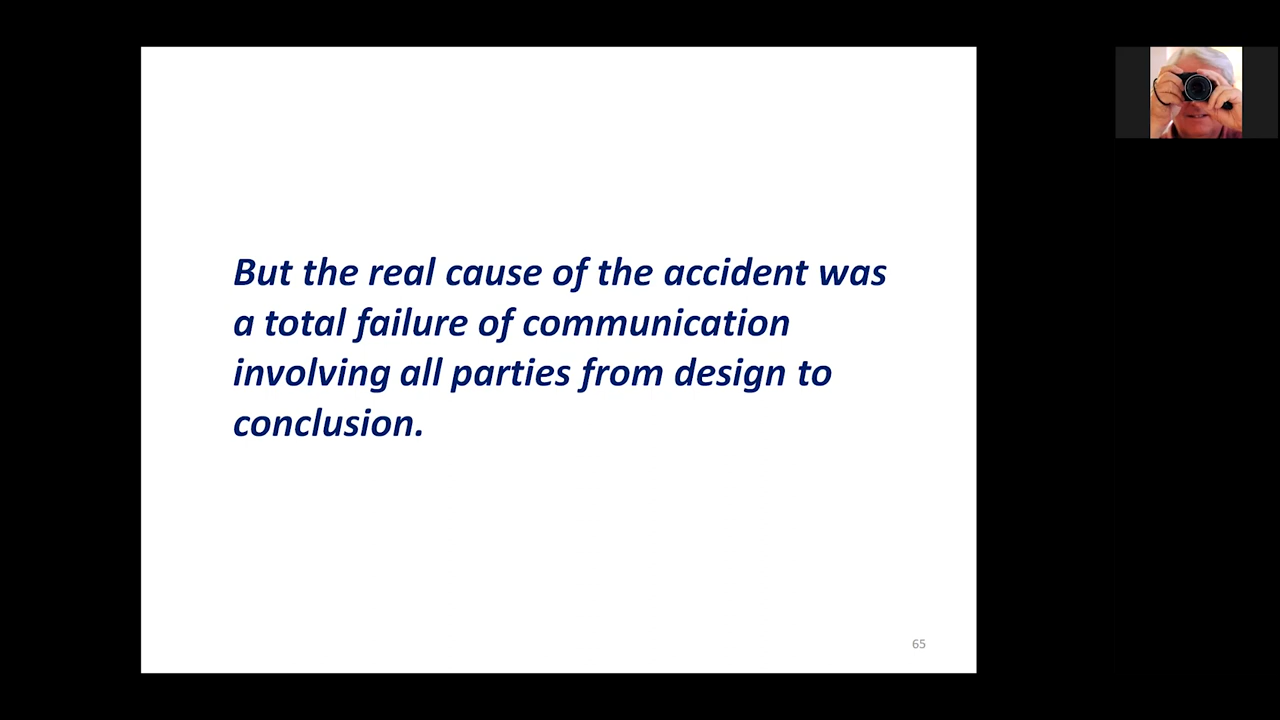 But the real cause of the accident was
a total failure of communication
involving all parties from design to
conclusion.
65